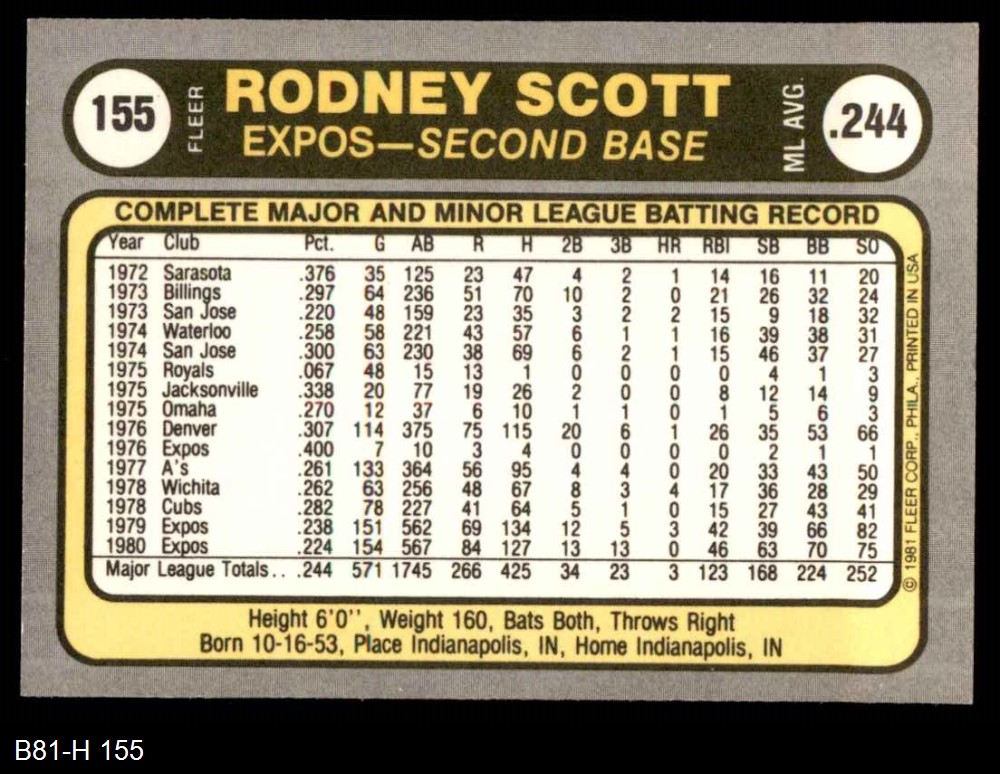 155
FLEER
RODNEY SCOTT
ML AVG.
.244
EXPOS—SECOND BASE
COMPLETE MAJOR AND MINOR LEAGUE BATTING RECORD
Year Club Pct. G AB R H 2B 3B HR RBI SB BB SO
1972 Sarasota .376 35 125 23 47 4 2 1 14 16 11 20
1973 Billings .297 64 236 51 70 10 2 0 21 26 32 24
1973 San Jose .220 48 159 23 35 3 2 2 15 9 18 32
1974 Waterloo .258 58 221 43 57 6 1 1 16 39 38 31
1974 San Jose .300 63 230 38 69 6 2 1 15 46 37 27
1975 Royals .067 48 15 13 1 0 0 0 0 4 1 3
1975 Jacksonville .338 20 77 19 26 2 0 0 8 12 14 9
1975 Omaha .270 12 37 6 10 1 1 0 1 5 6 3
1976 Denver .307 114 375 75 115 20 6 1 26 35 53 66
1976 Expos .400 7 10 3 4 0 0 0 0 2 1 1
1977 A's .261 133 364 56 95 4 4 0 20 33 43 50
1978 Wichita .262 63 256 48 67 8 3 4 17 36 28 29
1978 Cubs .282 78 227 41 64 5 1 0 15 27 43 41
1979 Expos .238 151 562 69 134 12 5 3 42 39 66 82
1980 Expos .224 154 567 84 127 13 13 0 46 63 70 75
Major League Totals. . .244 571 1745 266 425 34 23 3 123 168 224 252
© 1981 FLEER CORP., PHILA., PRINTED IN USA
Height 6'0'', Weight 160, Bats Both, Throws Right
Born 10-16-53, Place Indianapolis, IN, Home Indianapolis, IN
B81-H 155